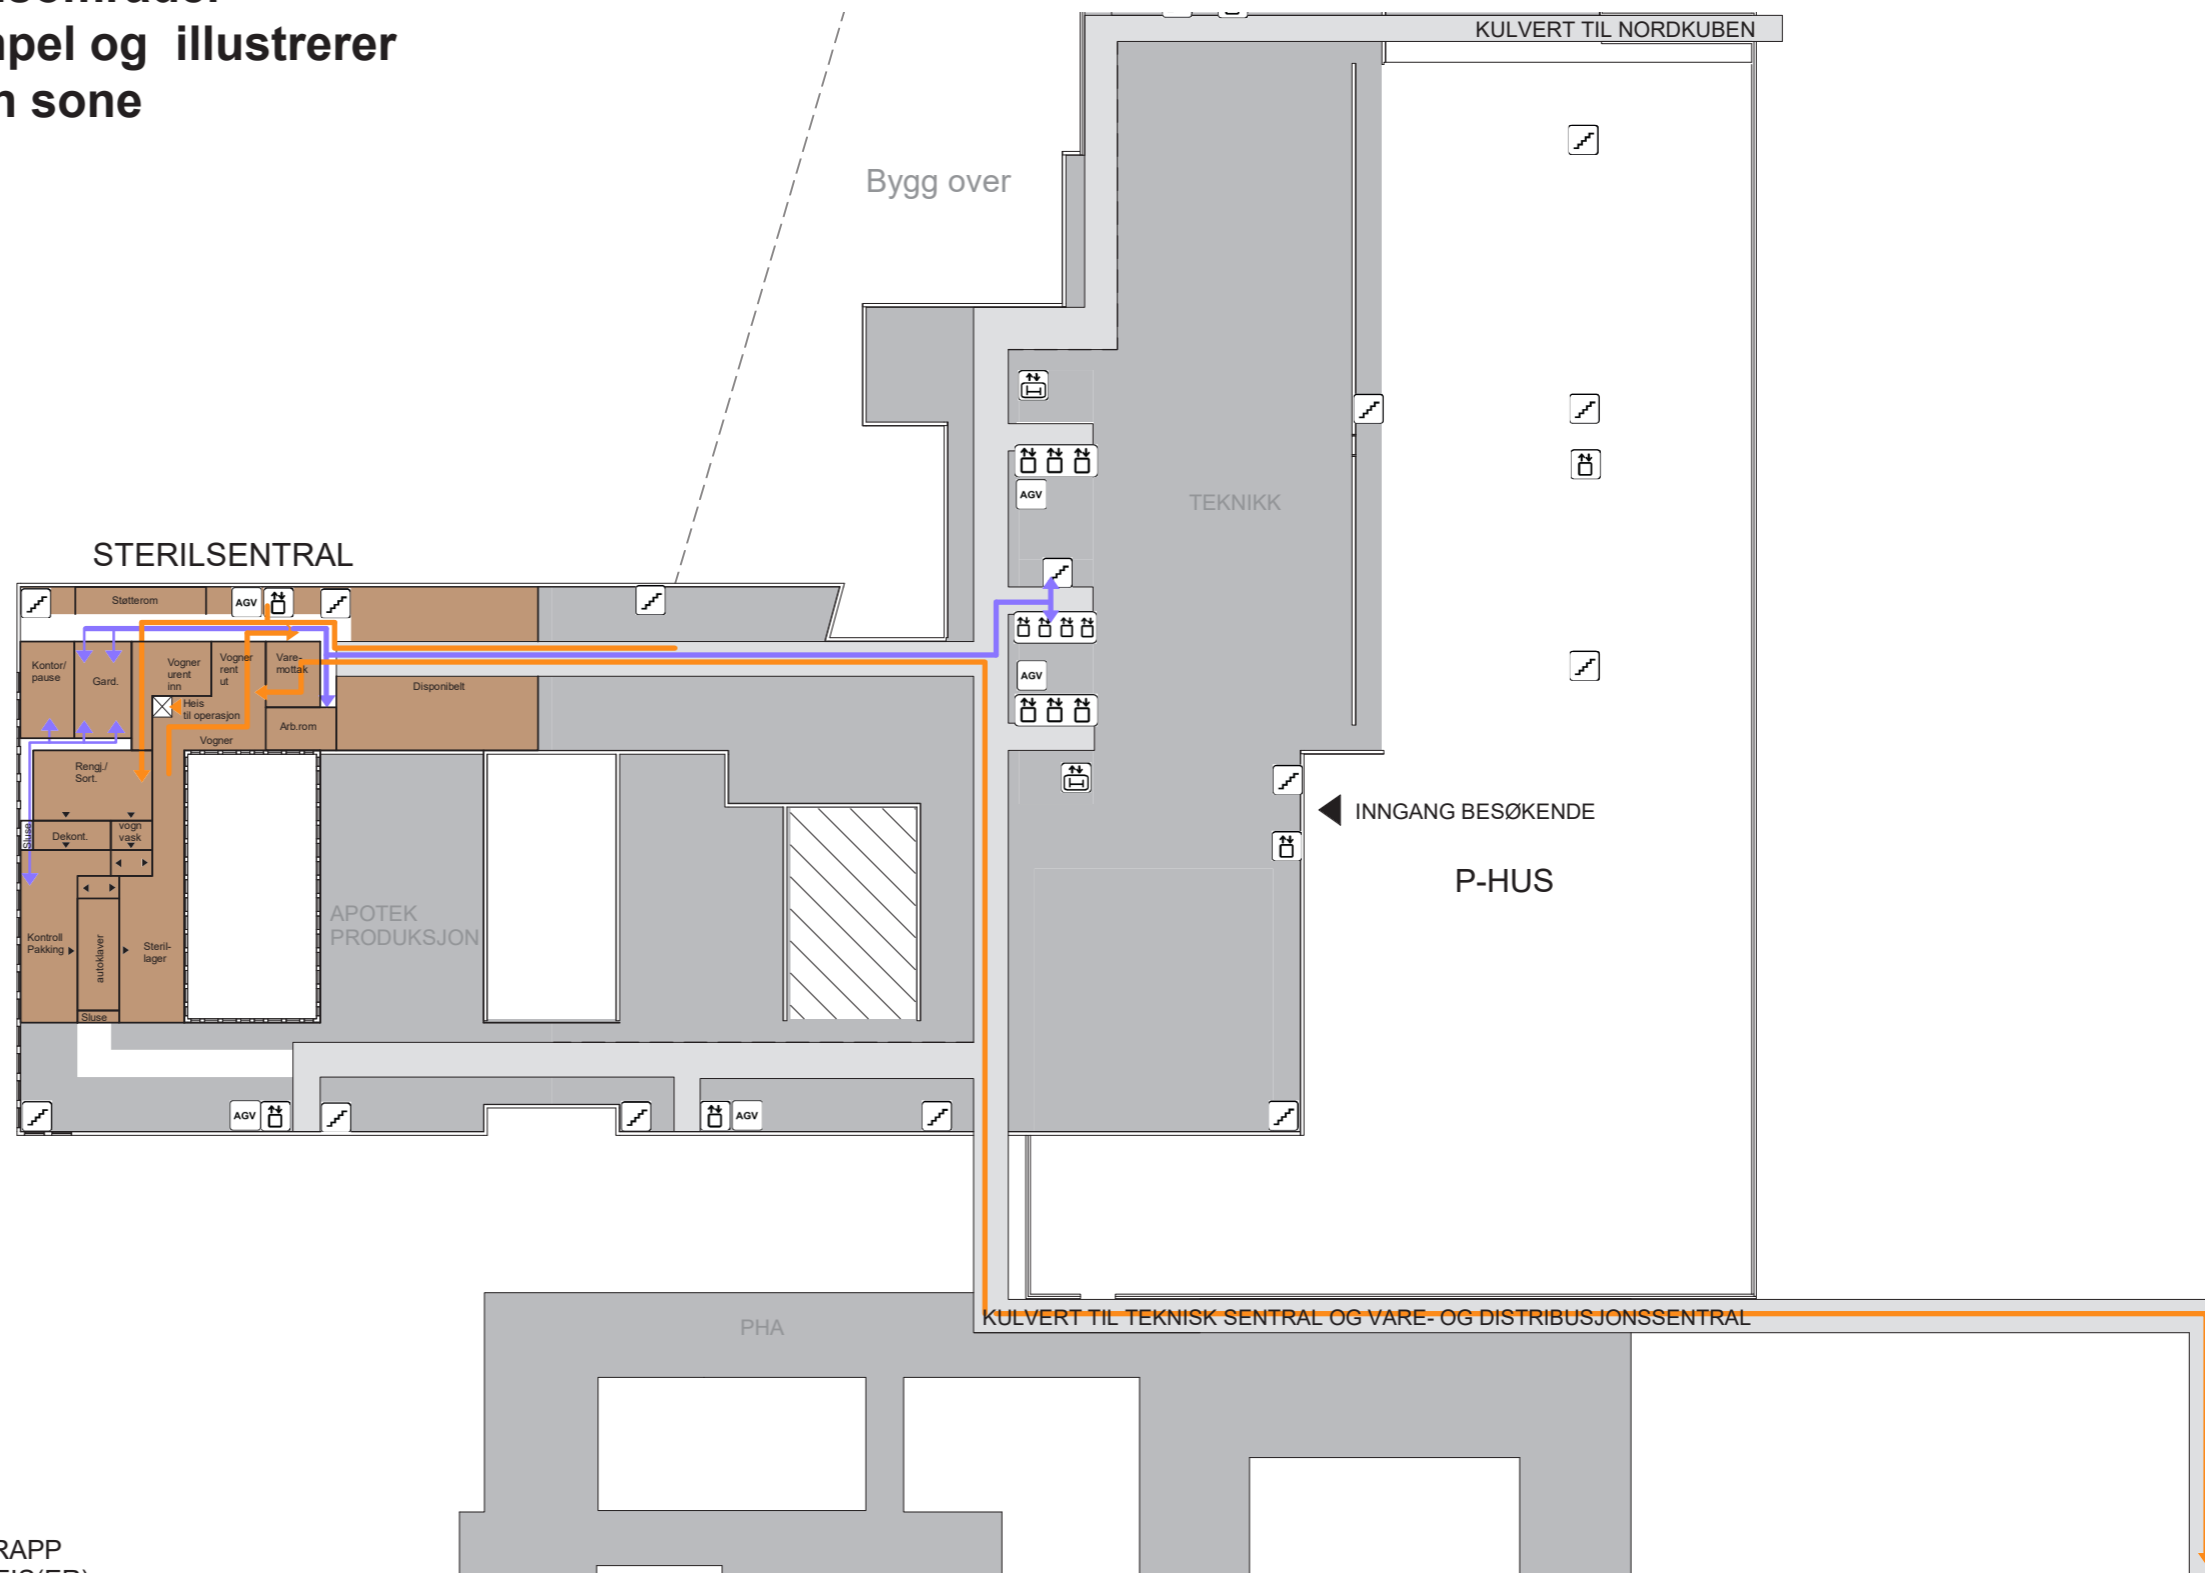 mpel og illustrerer
n sone
KULVERT TIL NORDKUBEN
Bygg over
TEKNIKK
AGV
STERILSENTRAL
Støtterom
AGV
Kontor/
pause
Gard.
Vogner
urent
inn
Vogner
rent
ut
Vare-
mottak
Disponibelt
AGV
Heis
til operasjon
Arb.rom
Vogner
Rengj./
Sort.
Sluse
Dekont.
vogn
vask
INNGANG BESØKENDE
P-HUS
APOTEK
PRODUKSJON
Kontroll
Pakking
autoklaver
Steril-
lager
Sluse
AGV
AGV
KULVERT TIL TEKNISK SENTRAL OG VARE- OG DISTRIBUSJONSSENTRAL
PHA
RAPP